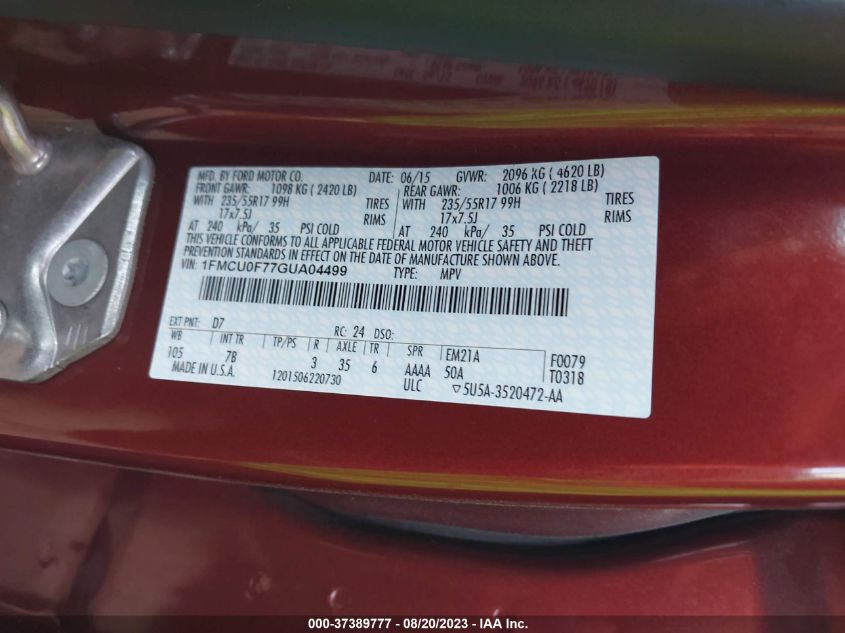 MFD. BY FORD MOTOR CO. DATE: 06/15 GVWR: 2096 KG ( 4620 LB)
FRONT GAWR: 1098 KG ( 2420 LB) REAR GAWR: 1006 KG ( 2218 LB)
WITH 235/55R17 99H TIRES WITH 235/55R17 99H TIRES
17x7.5J RIMS 17x7.5J RIMS
AT 240 kPa/ 35 PSI COLD AT 240 kPa/ 35 PSI COLD
THIS VEHICLE CONFORMS TO ALL APPLICABLE FEDERAL MOTOR VEHICLE SAFETY AND THEFT
PREVENTION STANDARDS IN EFFECT ON THE DATE OF MANUFACTURE SHOWN ABOVE.
VIN: 1FMCU0F77GUA04499 TYPE: MPV
EXT PNT: D7 RC: 24 DSO:
WB INT TR TP/PS R AXLE TR SPR EM21A F0079
105 7B 3 35 6 AAAA 50A T0318
MADE IN U.S.A. 1201506220730 ULC ▽5U5A-3520472-AA
000-37389777 - 08/20/2023 - IAA Inc.